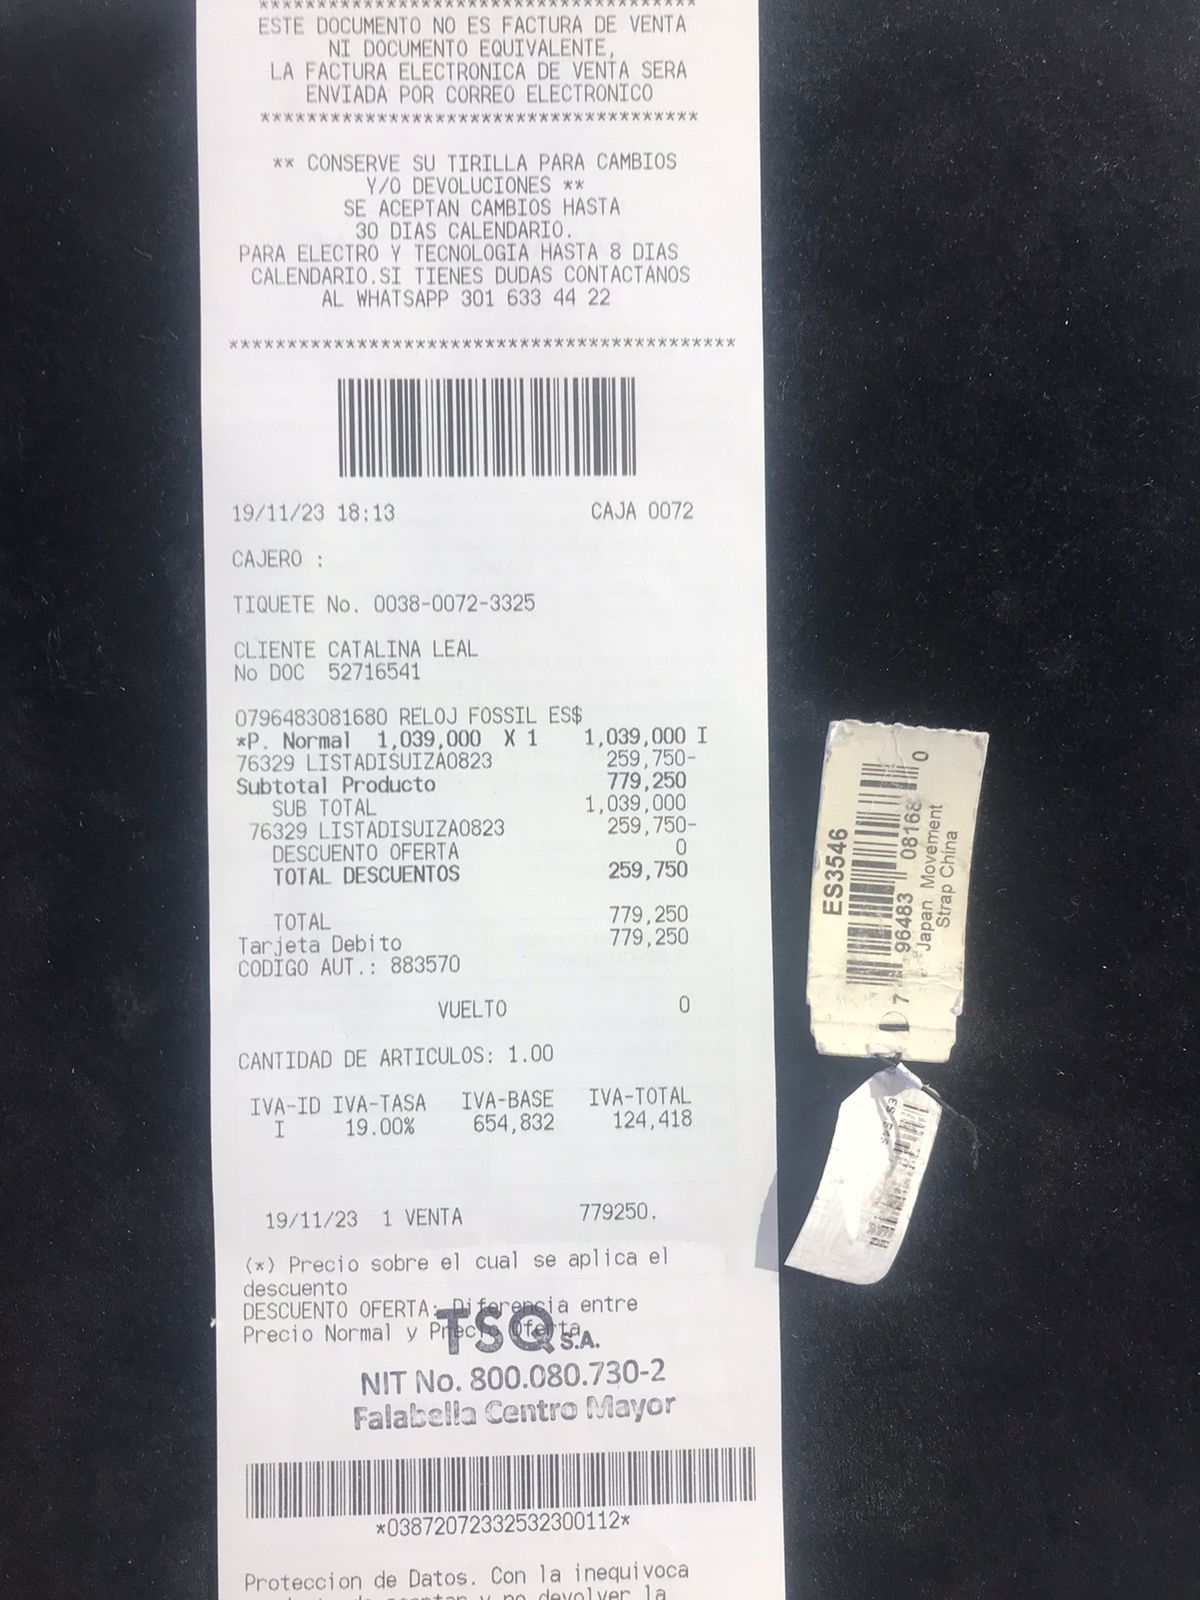 ************************************
ESTE DOCUMENTO NO ES FACTURA DE VENTA
NI DOCUMENTO EQUIVALENTE,
LA FACTURA ELECTRONICA DE VENTA SERA
ENVIADA POR CORREO ELECTRONICO
**************************************
** CONSERVE SU TIRILLA PARA CAMBIOS
Y/O DEVOLUCIONES **
SE ACEPTAN CAMBIOS HASTA
30 DIAS CALENDARIO.
PARA ELECTRO Y TECNOLOGIA HASTA 8 DIAS
CALENDARIO.SI TIENES DUDAS CONTACTANOS
AL WHATSAPP 301 633 44 22
********************************************
19/11/23 18:13 CAJA 0072
CAJERO :
TIQUETE No. 0038-0072-3325
CLIENTE CATALINA LEAL
No DOC 52716541
0796483081680 RELOJ FOSSIL ES$
*P. Normal 1,039,000 X 1 1,039,000 I
76329 LISTADISUIZA0823 259,750-
Subtotal Producto 779,250
SUB TOTAL 1,039,000
76329 LISTADISUIZA0823 259,750-
DESCUENTO OFERTA 0
TOTAL DESCUENTOS 259,750
TOTAL 779,250
Tarjeta Debito 779,250
CODIGO AUT.: 883570
VUELTO 0
CANTIDAD DE ARTICULOS: 1.00
IVA-ID IVA-TASA IVA-BASE IVA-TOTAL
I 19.00% 654,832 124,418
19/11/23 1 VENTA 779250.
(*) Precio sobre el cual se aplica el
descuento
DESCUENTO OFERTA: Diferencia entre
Precio Normal y Precio Oferta
TSQ S.A.
NIT No. 800.080.730-2
Falabella Centro Mayor
*03872072332532300112*
Proteccion de Datos. Con la inequivoca
no devolver la
ES3546
7 96483 08168 0
Japan Movement
Strap China